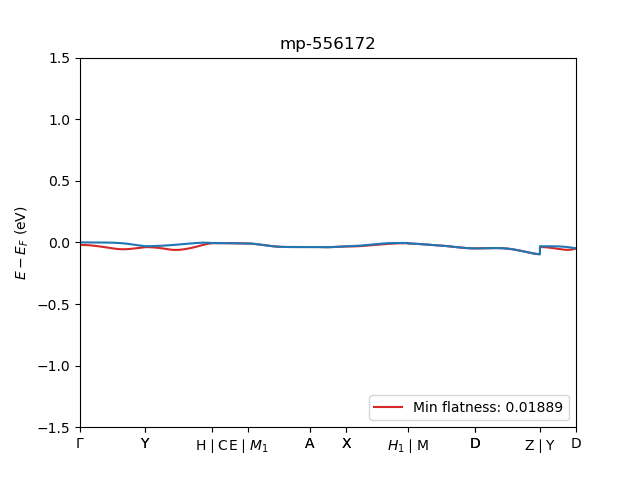 mp-556172
1.5
1.0
0.5
0.0
−0.5
−1.0
−1.5
E − E_F (eV)
Min flatness: 0.01889
Γ Y H | C E | M₁ A X H₁ | M D Z | Y D